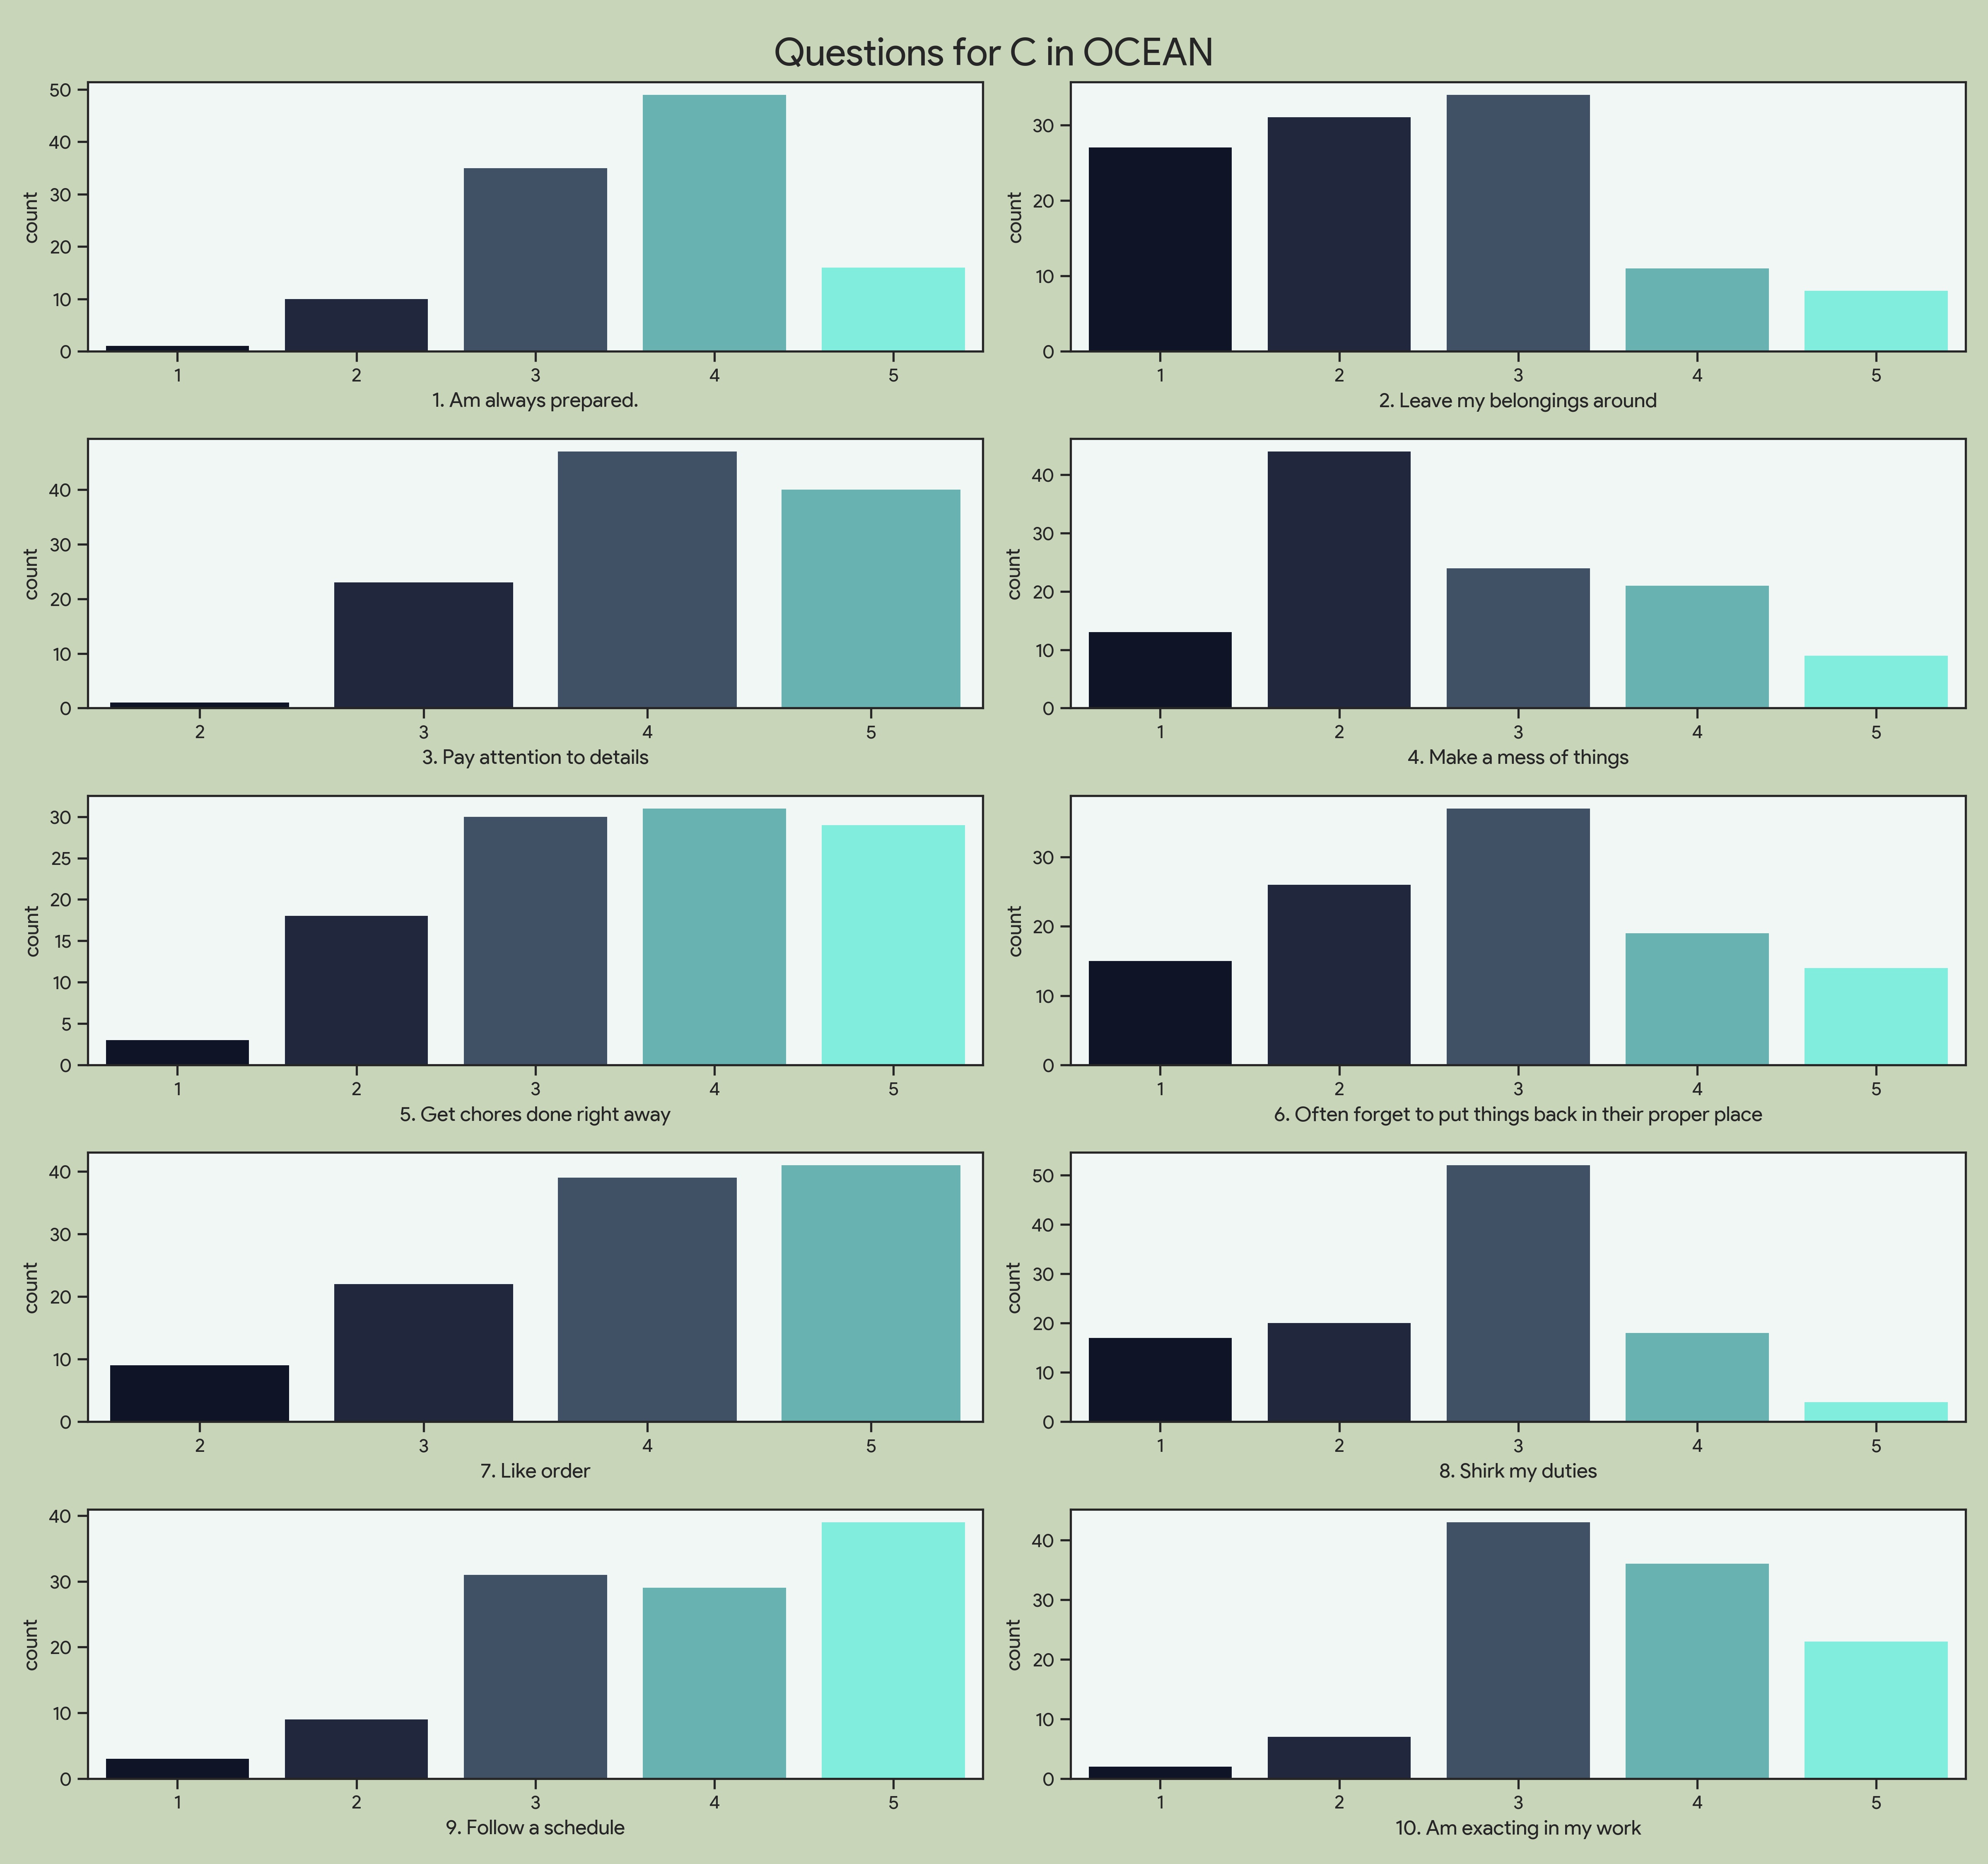 Questions for C in OCEAN
50
40
30
20
10
0
count
1 2 3 4 5
1. Am always prepared.
30
20
10
0
count
1 2 3 4 5
2. Leave my belongings around
40
30
20
10
0
count
2 3 4 5
3. Pay attention to details
40
30
20
10
0
count
1 2 3 4 5
4. Make a mess of things
30
25
20
15
10
5
0
count
1 2 3 4 5
5. Get chores done right away
30
20
10
0
count
1 2 3 4 5
6. Often forget to put things back in their proper place
40
30
20
10
0
count
2 3 4 5
7. Like order
50
40
30
20
10
0
count
1 2 3 4 5
8. Shirk my duties
40
30
20
10
0
count
1 2 3 4 5
9. Follow a schedule
40
30
20
10
0
count
1 2 3 4 5
10. Am exacting in my work